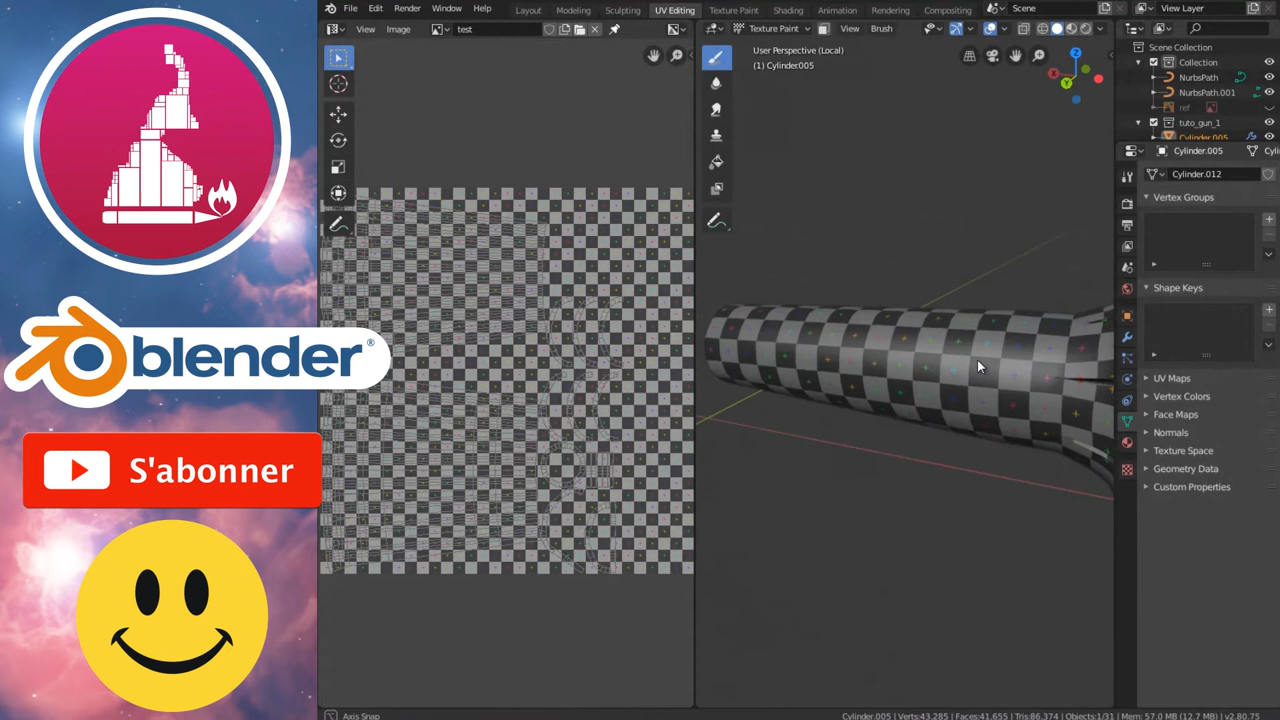 blender®
S'abonner
File Edit Render Window Help
Layout Modeling Sculpting UV Editing Texture Paint Shading Animation Rendering Compositing
Scene
View Layer
View Image
test
Texture Paint View Brush
User Perspective (Local)
(1) Cylinder.005
Z
X
Y
Scene Collection
Collection
NurbsPath
NurbsPath.001
ref
tuto_gun_1
Cylinder.005
Cylinder.005
Cyli
Cylinder.012
Vertex Groups
Shape Keys
UV Maps
Vertex Colors
Face Maps
Normals
Texture Space
Geometry Data
Custom Properties
Axis Snap
Cylinder.005 | Verts:43,285 | Faces:41,655 | Tris:86,374 | Objects:1/31 | Mem: 57.0 MB (12.7 MB) | v2.80.75